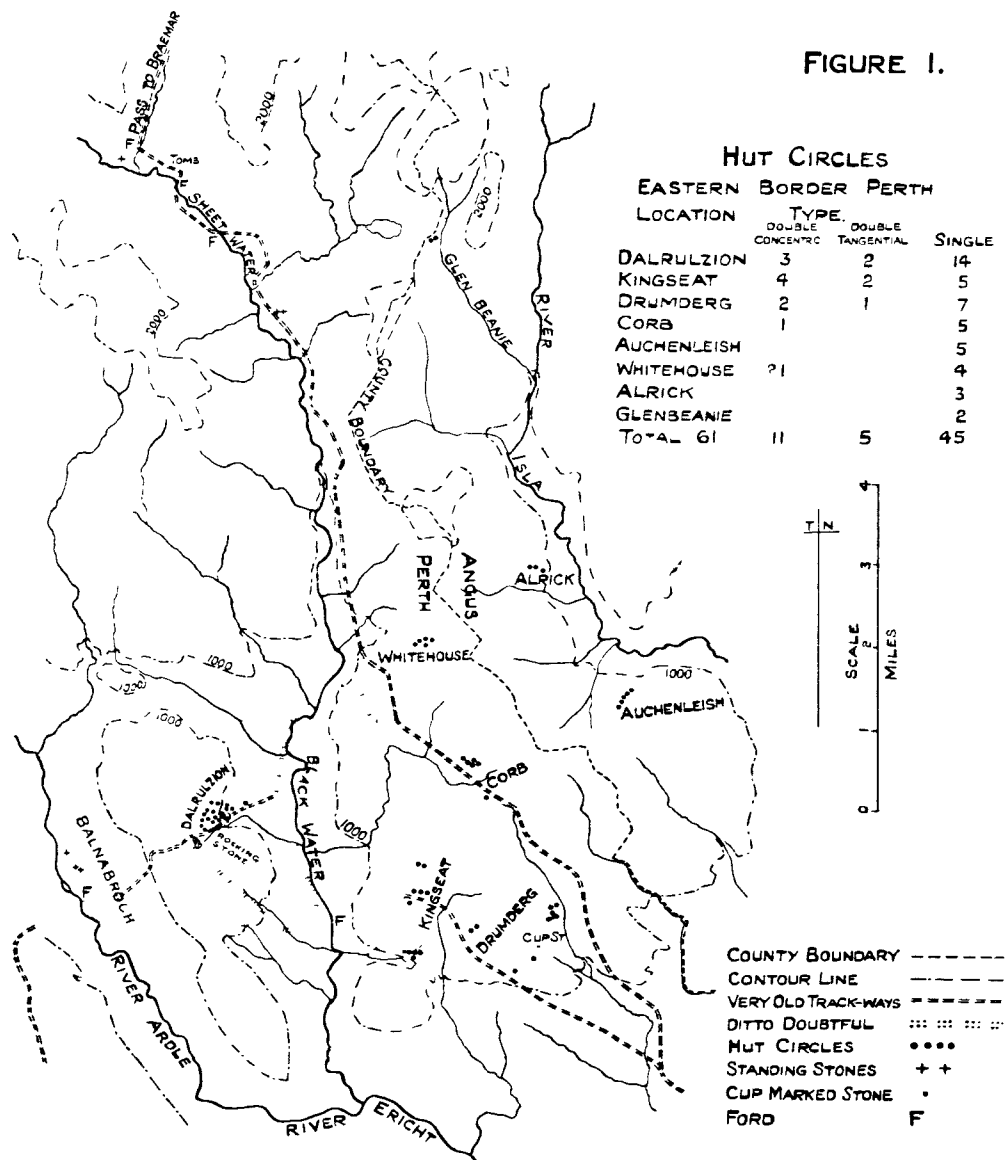 FIGURE 1.
HUT CIRCLES
EASTERN BORDER PERTH
LOCATION TYPE.
DOUBLE CONCENTRC DOUBLE TANGENTIAL SINGLE
DALRULZION 3 2 14
KINGSEAT 4 2 5
DRUMDERG 2 1 7
CORB 1 5
AUCHENLEISH 5
WHITEHOUSE ?1 4
ALRICK 3
GLENBEANIE 2
TOTAL 61 11 5 45
PASS TO BRAEMAR
F
TOMB
F
SHEET WATER
F
2000
2000
2000
GLEN BEANIE
RIVER
ISLA
COUNTY BOUNDARY
PERTH
ANGUS
ALRICK
WHITEHOUSE
1000
AUCHENLEISH
T N
4
3
2
1
0
SCALE
MILES
1000
1000
1000
BLACK WATER
1000
CORB
DALRULZION
ROCKING STONE
BALNABROCH
F
KINGSEAT
F
DRUMDERG
CUP ST
RIVER ARDLE
RIVER ERICHT
COUNTY BOUNDARY
CONTOUR LINE
VERY OLD TRACK-WAYS
DITTO DOUBTFUL
HUT CIRCLES
STANDING STONES + +
CUP MARKED STONE
FORD F